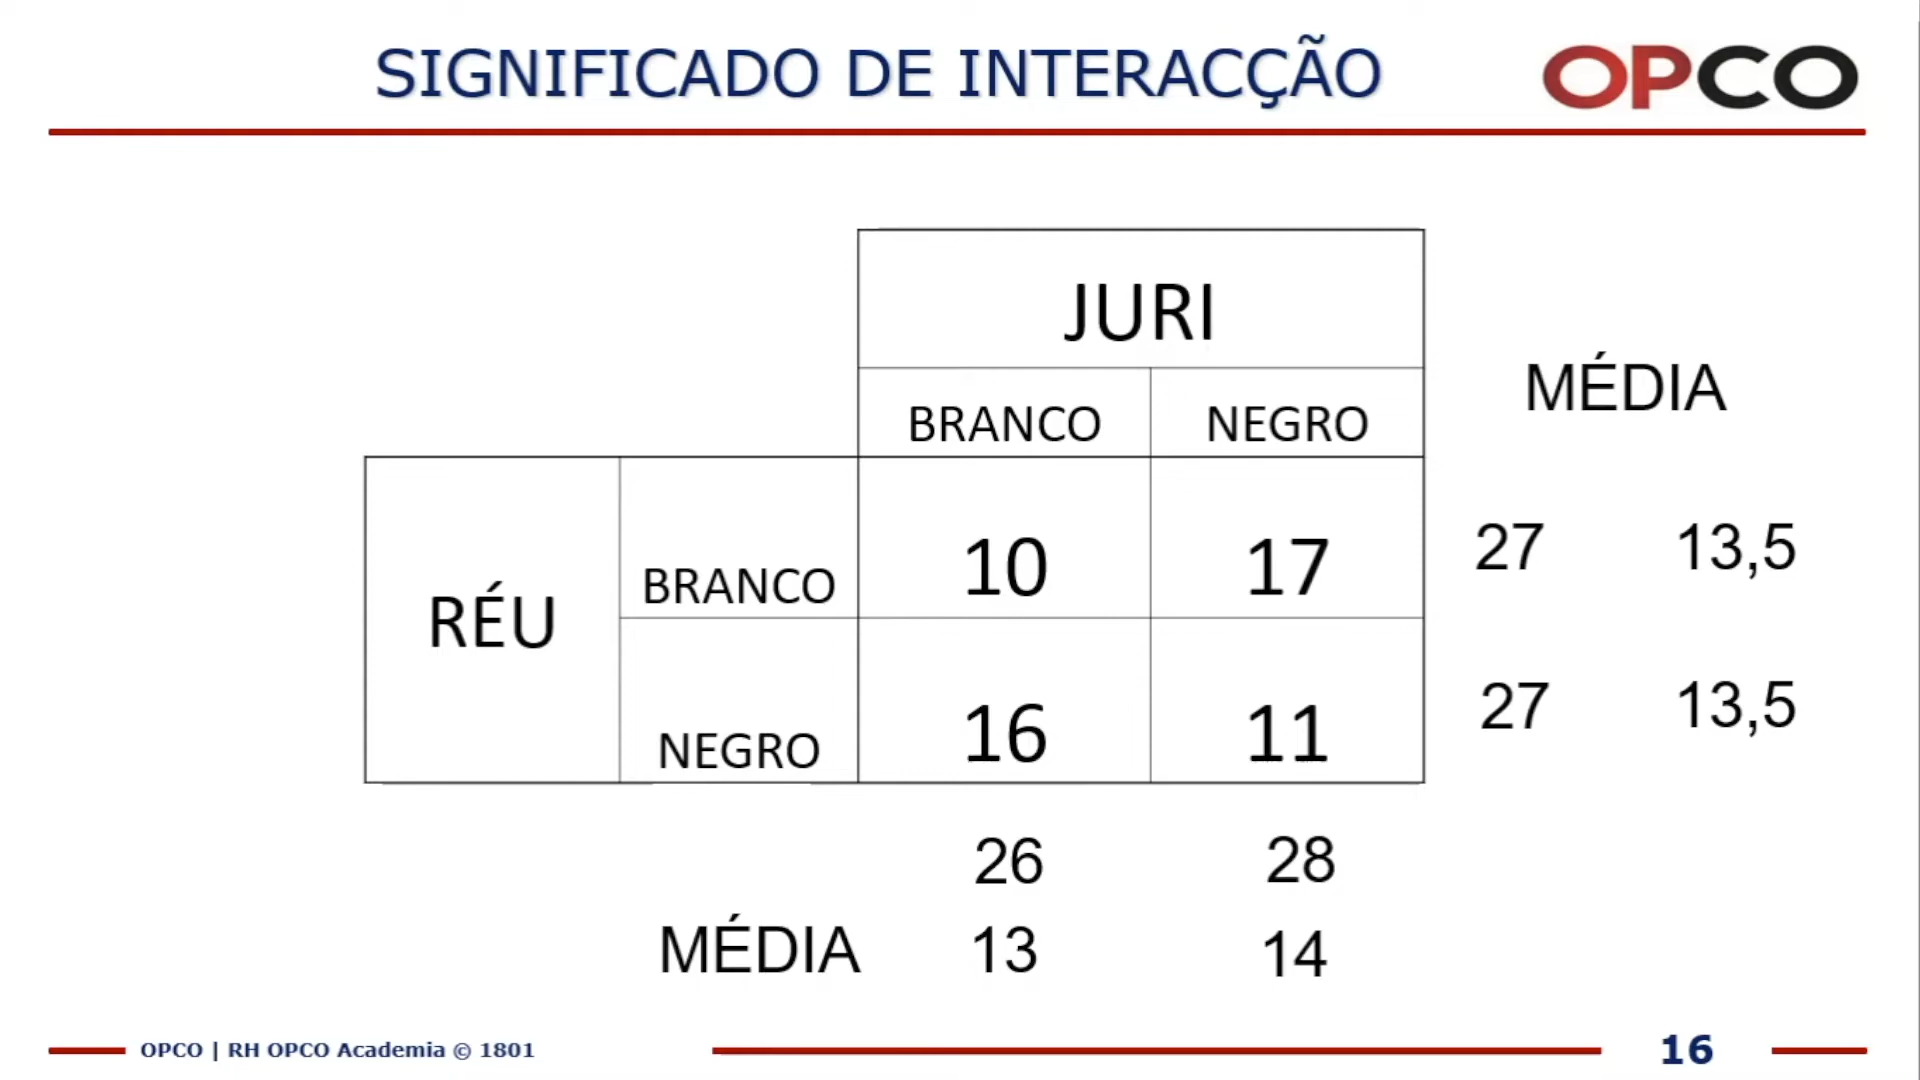 SIGNIFICADO DE INTERACÇÃO
OPCO
JURI
MÉDIA
BRANCO NEGRO
RÉU
BRANCO 10 17 27 13,5
NEGRO 16 11 27 13,5
26 28
MÉDIA 13 14
OPCO | RH OPCO Academia © 1801
16